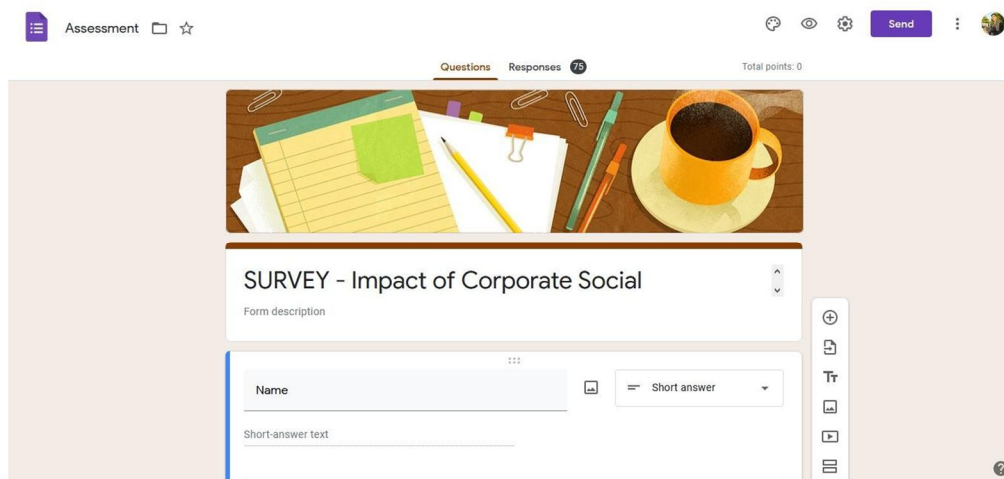 Assessment
Send
Questions
Responses 75
Total points: 0
SURVEY - Impact of Corporate Social
Form description
Name
Short answer
Short-answer text
Tт
?